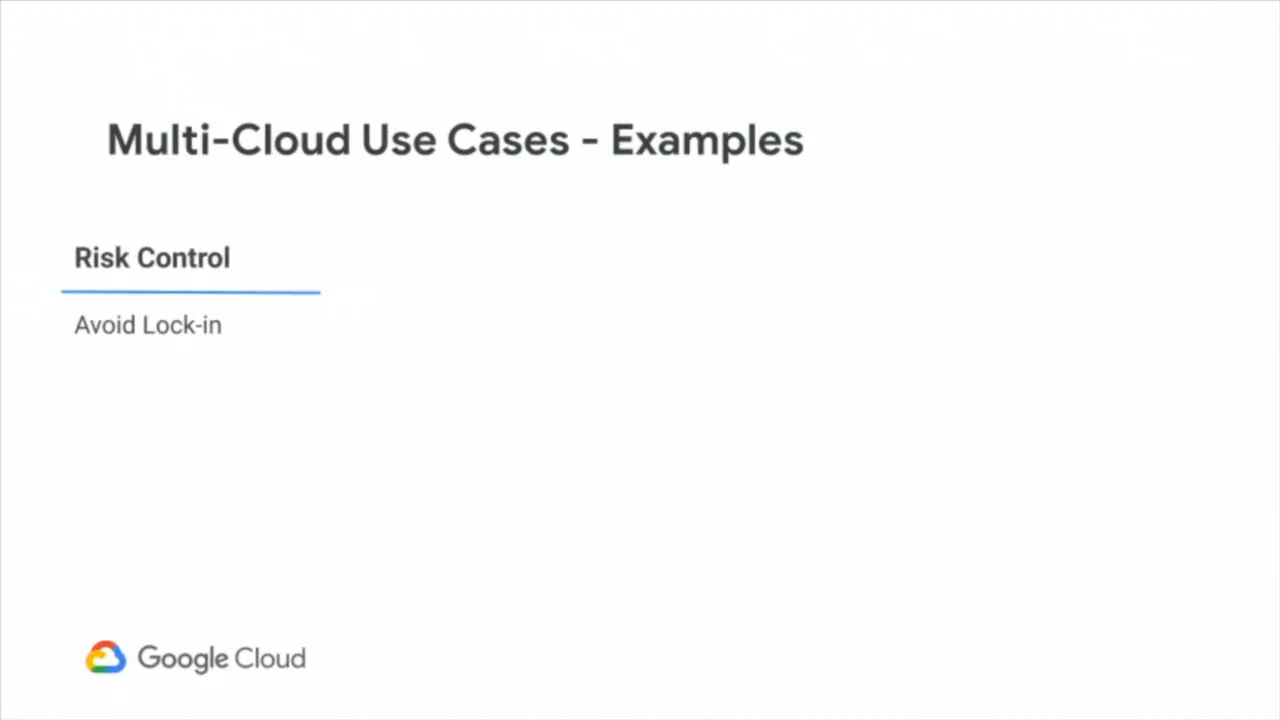 Multi-Cloud Use Cases - Examples
Risk Control
Avoid Lock-in
Google Cloud